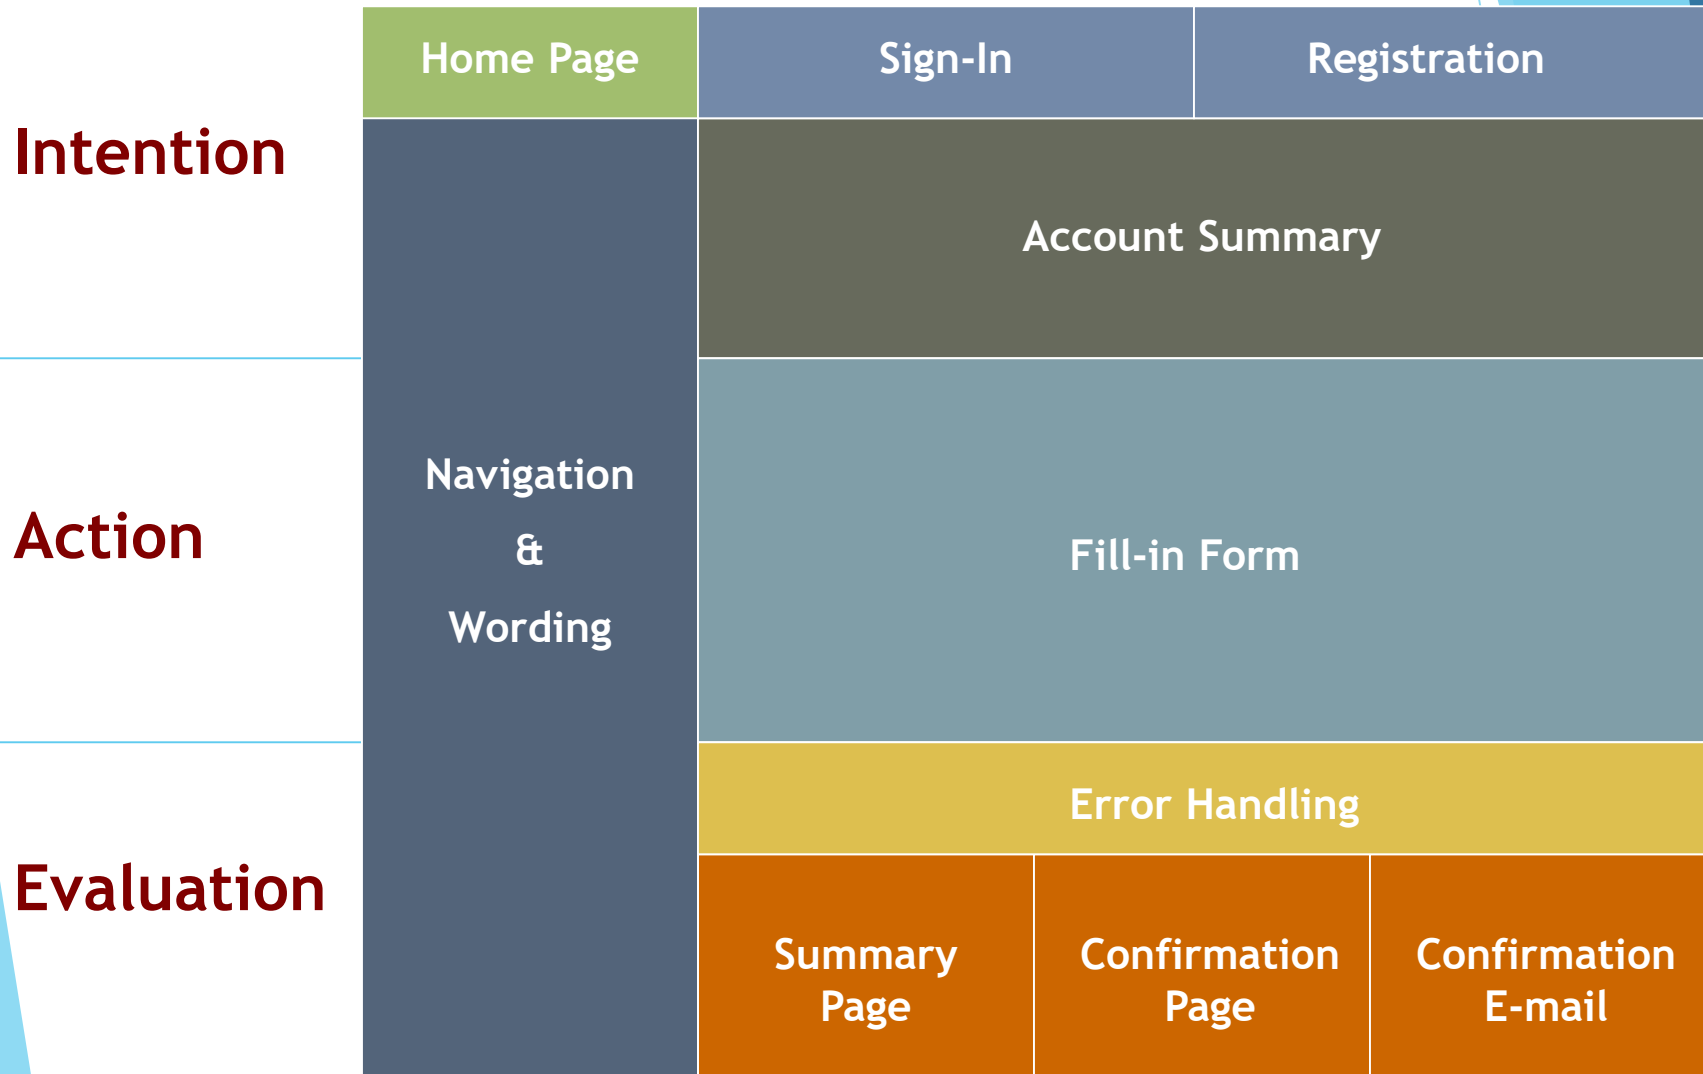 Home Page
Sign-In
Registration
Intention
Account Summary
Navigation
&
Wording
Action
Fill-in Form
Error Handling
Evaluation
Summary
Page
Confirmation
Page
Confirmation
E-mail